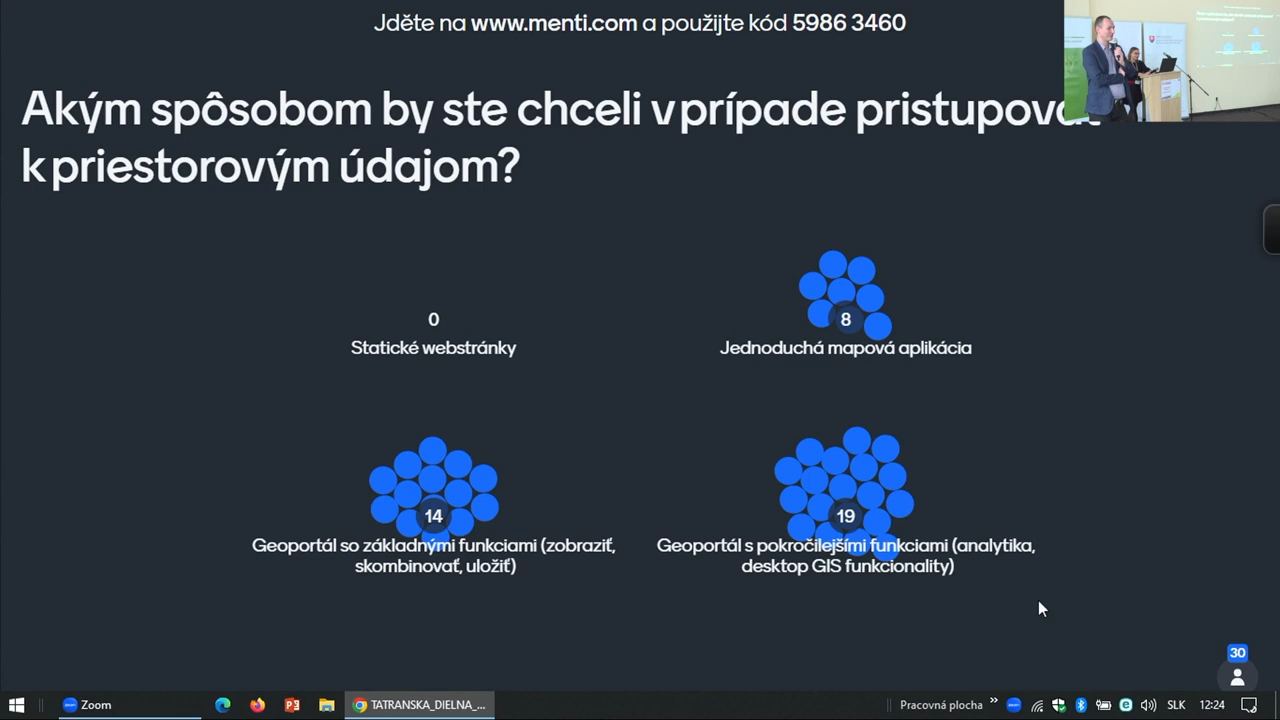 Jděte na www.menti.com a použijte kód 5986 3460
Akým spôsobom by ste chceli v prípade pristupovať
k priestorovým údajom?
0
Statické webstránky
8
Jednoduchá mapová aplikácia
14
Geoportál so základnými funkciami (zobraziť,
skombinovať, uložiť)
19
Geoportál s pokročilejšími funkciami (analytika,
desktop GIS funkcionality)
30
Zoom
TATRANSKA_DIELNA_...
Pracovná plocha
SLK
12:24